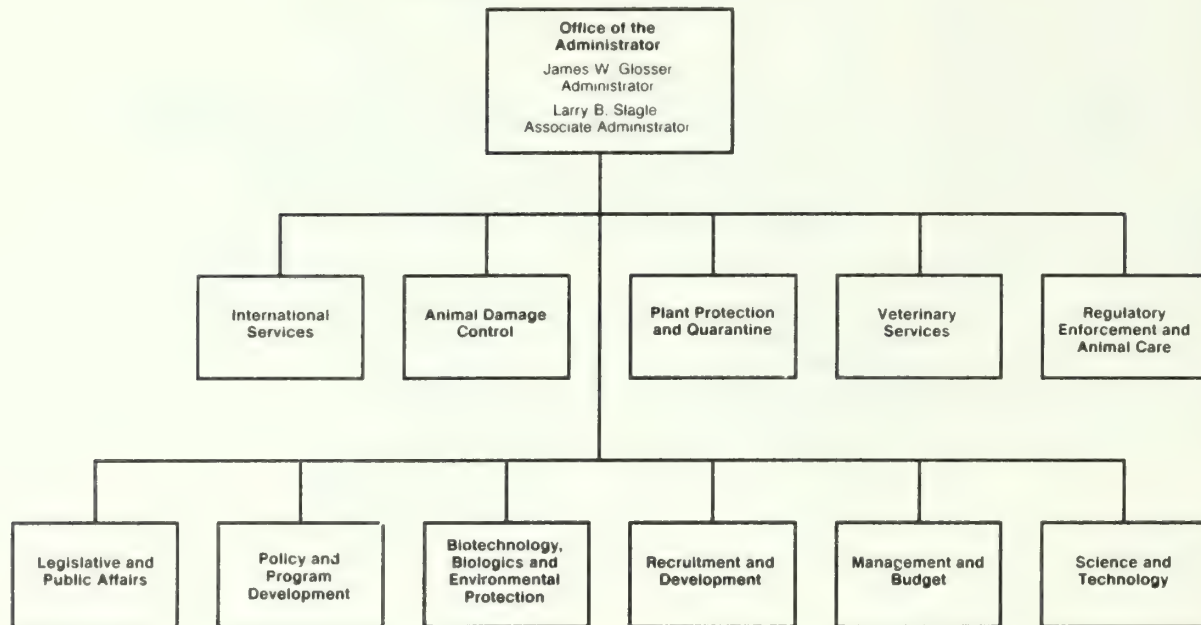 Office of the
Administrator
James W. Glosser
Administrator
Larry B. Slagle
Associate Administrator
International
Services
Animal Damage
Control
Plant Protection
and Quarantine
Veterinary
Services
Regulatory
Enforcement and
Animal Care
Legislative and
Public Affairs
Policy and
Program
Development
Biotechnology,
Biologics and
Environmental
Protection
Recruitment and
Development
Management and
Budget
Science and
Technology